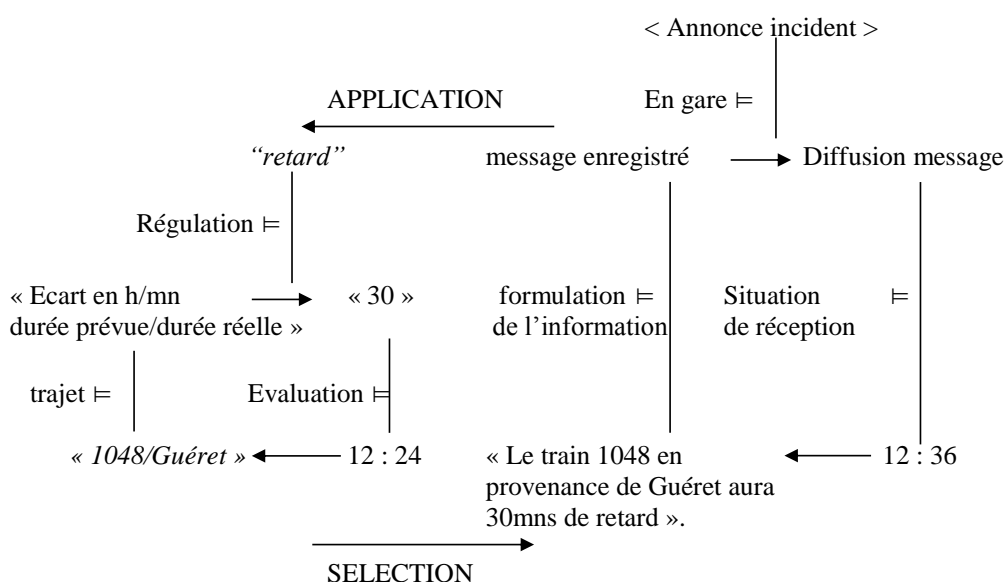 < Annonce incident >
APPLICATION En gare ⊨
“retard” message enregistré Diffusion message
Régulation ⊨
« Ecart en h/mn « 30 » formulation ⊨ Situation ⊨
durée prévue/durée réelle » de l’information de réception
trajet ⊨ Evaluation ⊨
« 1048/Guéret » 12 : 24 « Le train 1048 en 12 : 36
provenance de Guéret aura
30mns de retard ».
SELECTION